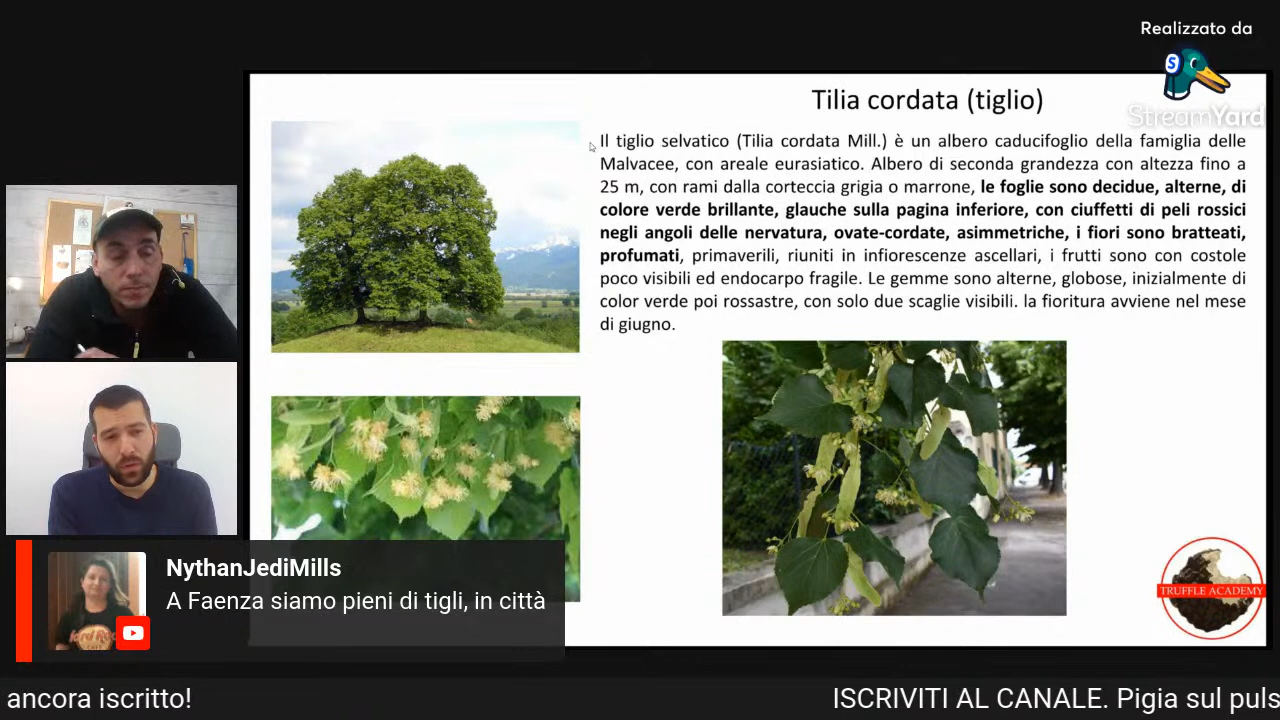 Realizzato da
StreamYard
Tilia cordata (tiglio)
Il tiglio selvatico (Tilia cordata Mill.) è un albero caducifoglio della famiglia delle
Malvacee, con areale eurasiatico. Albero di seconda grandezza con altezza fino a
25 m, con rami dalla corteccia grigia o marrone, le foglie sono decidue, alterne, di
colore verde brillante, glauche sulla pagina inferiore, con ciuffetti di peli rossici
negli angoli delle nervatura, ovate-cordate, asimmetriche, i fiori sono bratteati,
profumati, primaverili, riuniti in infiorescenze ascellari, i frutti sono con costole
poco visibili ed endocarpo fragile. Le gemme sono alterne, globose, inizialmente di
color verde poi rossastre, con solo due scaglie visibili. la fioritura avviene nel mese
di giugno.
NythanJediMills
A Faenza siamo pieni di tigli, in città
TRUFFLE ACADEMY
ancora iscritto!
ISCRIVITI AL CANALE. Pigia sul puls